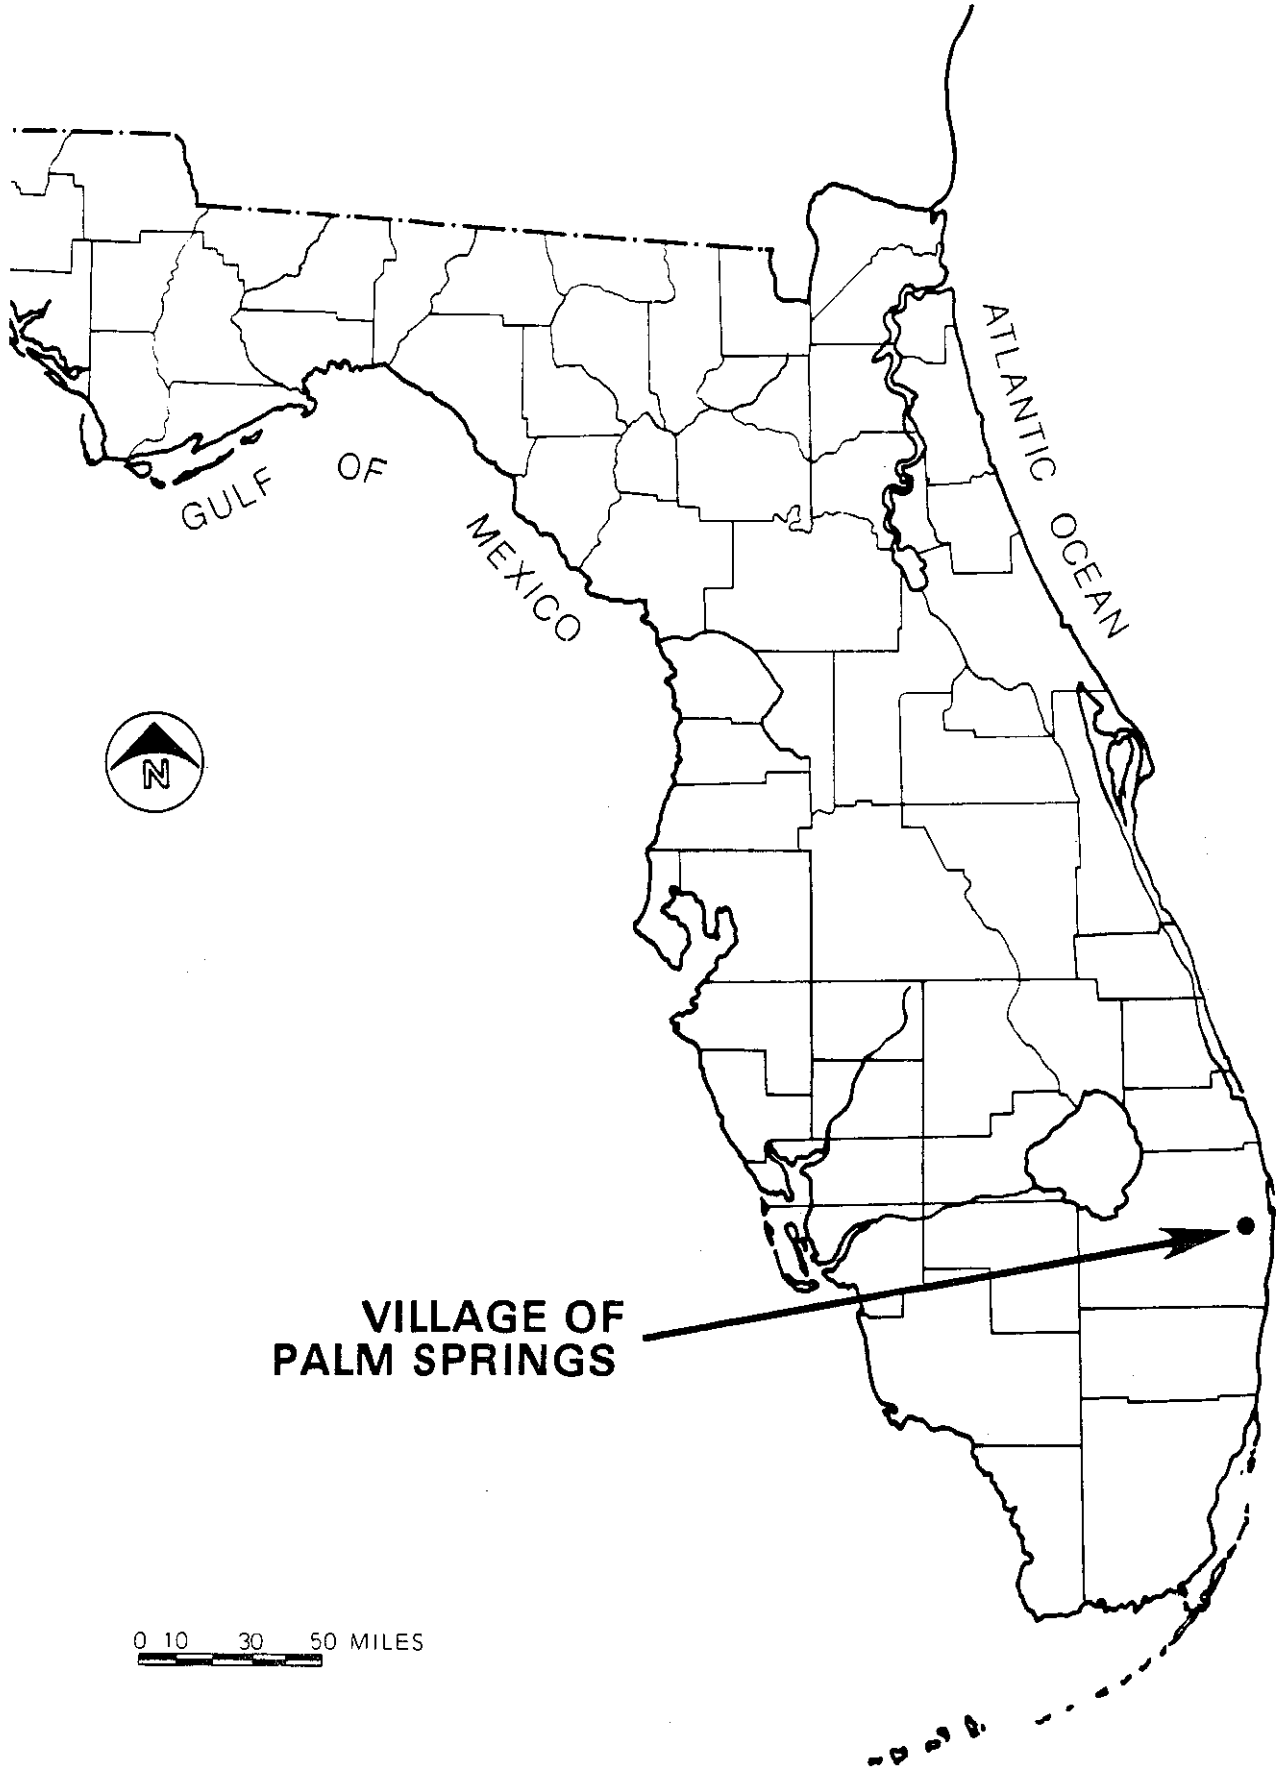 ATLANTIC OCEAN
GULF OF MEXICO
N
VILLAGE OF
PALM SPRINGS
0 10 30 50 MILES